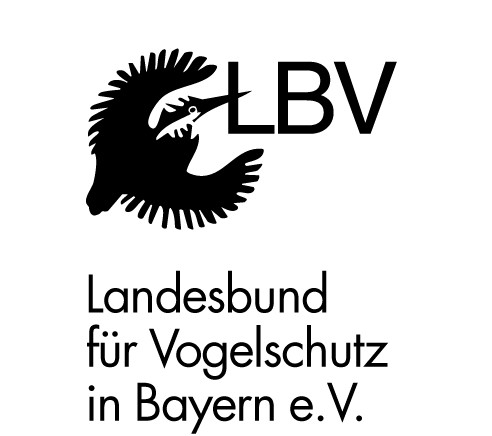 LBV
Landesbund
für Vogelschutz
in Bayern e.V.